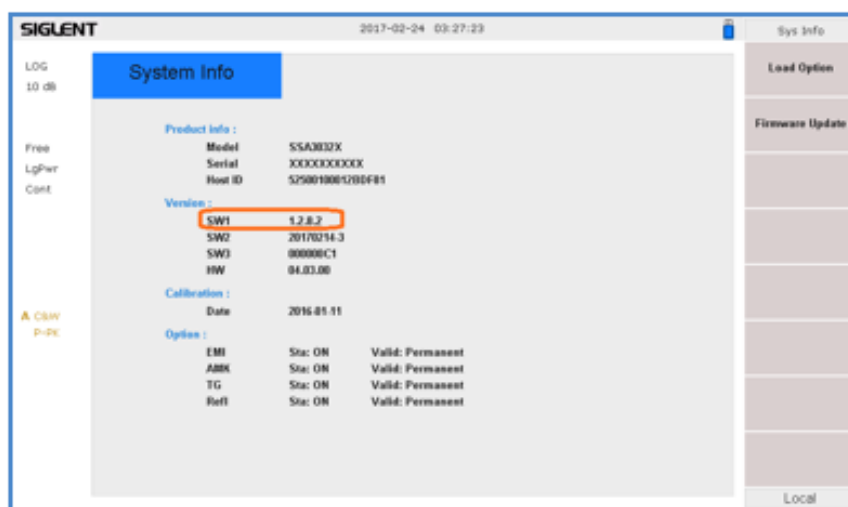 SIGLENT 2017-02-24 03:27:23 Sys Info
LOG
10 dB
Free
LgPwr
Cont
A C&W
P-PK
System Info
Product info :
Model SSA3032X
Serial XXXXXXXXXX
Host ID
Version :
SW1 1.2.8.2
SW2 20170214-3
SW3 000000C1
HW 04.03.00
Calibration :
Date 2016-01-11
Option :
EMI Sta: ON Valid: Permanent
AMK Sta: ON Valid: Permanent
TG Sta: ON Valid: Permanent
Refl Sta: ON Valid: Permanent
Load Option
Firmware Update
Local